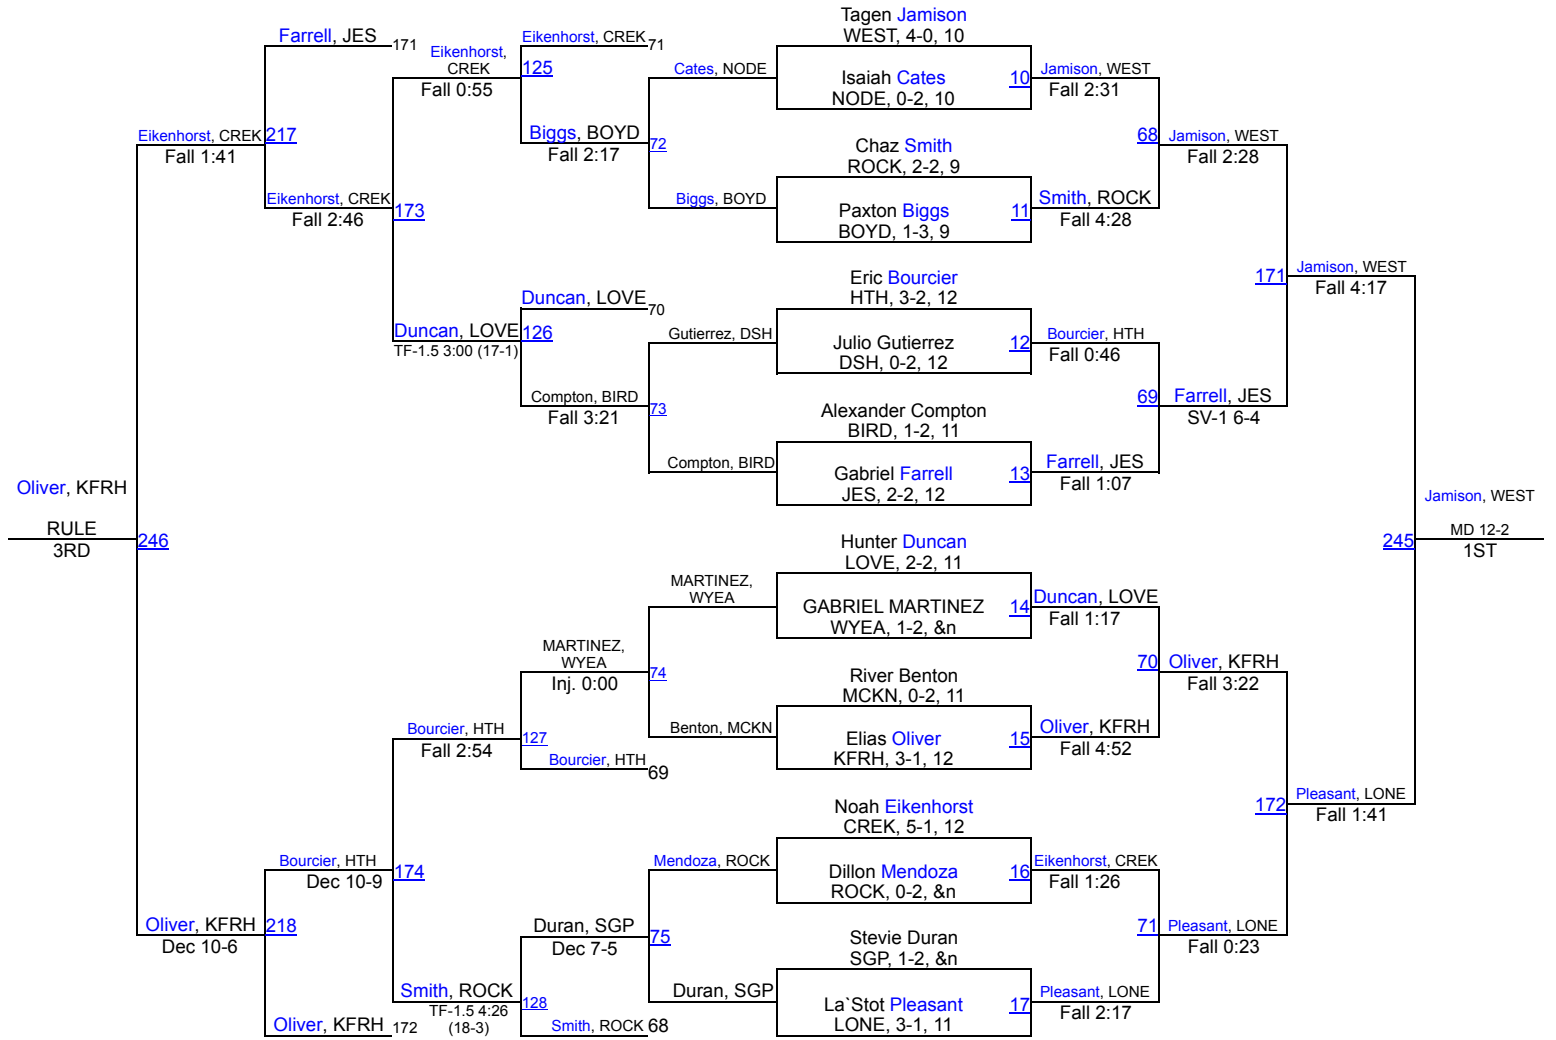 Tagen Jamison
WEST, 4-0, 10
Farrell, JES 171
Eikenhorst,
CREK
Fall 0:55
Eikenhorst, CREK 71
125
Cates, NODE
Isaiah Cates
NODE, 0-2, 10
10
Jamison, WEST
Fall 2:31
Eikenhorst, CREK
Fall 1:41
217
Biggs, BOYD
Fall 2:17
72
Chaz Smith
ROCK, 2-2, 9
68
Jamison, WEST
Fall 2:28
Eikenhorst, CREK
Fall 2:46
173
Biggs, BOYD
Paxton Biggs
BOYD, 1-3, 9
11
Smith, ROCK
Fall 4:28
Eric Bourcier
HTH, 3-2, 12
171
Jamison, WEST
Fall 4:17
Duncan, LOVE 70
Duncan, LOVE
TF-1.5 3:00 (17-1)
126
Gutierrez, DSH
Julio Gutierrez
DSH, 0-2, 12
12
Bourcier, HTH
Fall 0:46
Compton, BIRD
Fall 3:21
73
Alexander Compton
BIRD, 1-2, 11
69
Farrell, JES
SV-1 6-4
Compton, BIRD
Gabriel Farrell
JES, 2-2, 12
13
Farrell, JES
Fall 1:07
Oliver, KFRH
RULE
3RD
246
Jamison, WEST
MD 12-2
1ST
245
Hunter Duncan
LOVE, 2-2, 11
MARTINEZ,
WYEA
GABRIEL MARTINEZ
WYEA, 1-2, &n
14
Duncan, LOVE
Fall 1:17
MARTINEZ,
WYEA
Inj. 0:00
74
River Benton
MCKN, 0-2, 11
70
Oliver, KFRH
Fall 3:22
Bourcier, HTH
Fall 2:54
127
Benton, MCKN
Elias Oliver
KFRH, 3-1, 12
15
Oliver, KFRH
Fall 4:52
Bourcier, HTH 69
Noah Eikenhorst
CREK, 5-1, 12
172
Pleasant, LONE
Fall 1:41
Bourcier, HTH
Dec 10-9
174
Mendoza, ROCK
Dillon Mendoza
ROCK, 0-2, &n
16
Eikenhorst, CREK
Fall 1:26
Oliver, KFRH
Dec 10-6
218
Duran, SGP
Dec 7-5
75
Stevie Duran
SGP, 1-2, &n
71
Pleasant, LONE
Fall 0:23
Smith, ROCK
TF-1.5 4:26
(18-3)
128
Duran, SGP
La`Stot Pleasant
LONE, 3-1, 11
17
Pleasant, LONE
Fall 2:17
Oliver, KFRH 172
Smith, ROCK 68